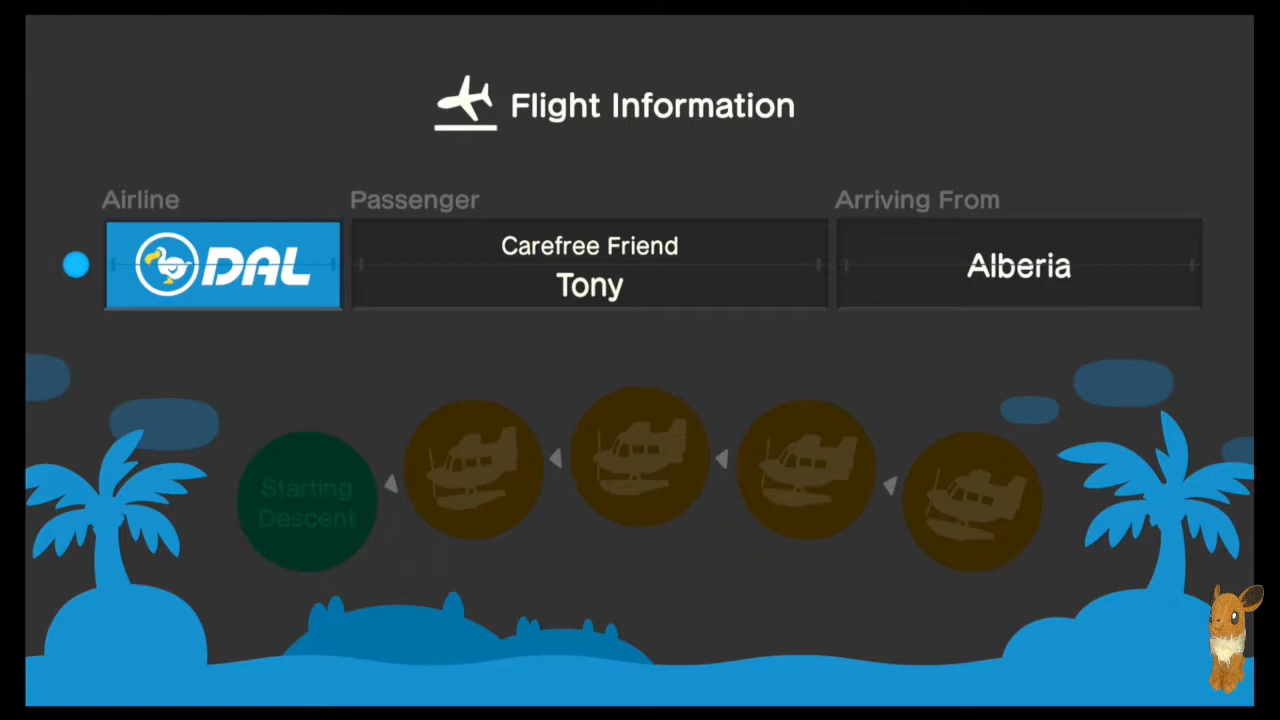 Flight Information
Airline
Passenger
Arriving From
DAL
Carefree Friend
Tony
Alberia
Starting
Descent